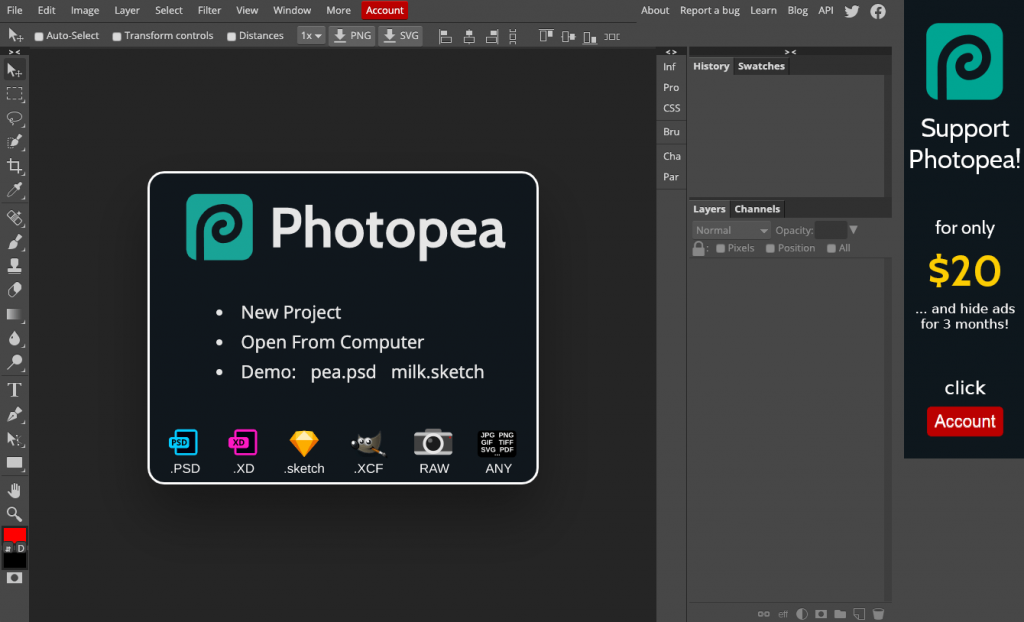 File Edit Image Layer Select Filter View Window More Account About Report a bug Learn Blog API
Auto-Select Transform controls Distances 1x PNG SVG
Inf
Pro
CSS
Bru
Cha
Par
History Swatches
Layers Channels
Normal Opacity:
Pixels Position All
Photopea
New Project
Open From Computer
Demo: pea.psd milk.sketch
PSD XD JPG PNG
GIF TIFF
SVG PDF
...
.PSD .XD .sketch .XCF RAW ANY
T
D
eff
Support
Photopea!
for only
$20
... and hide ads
for 3 months!
click
Account